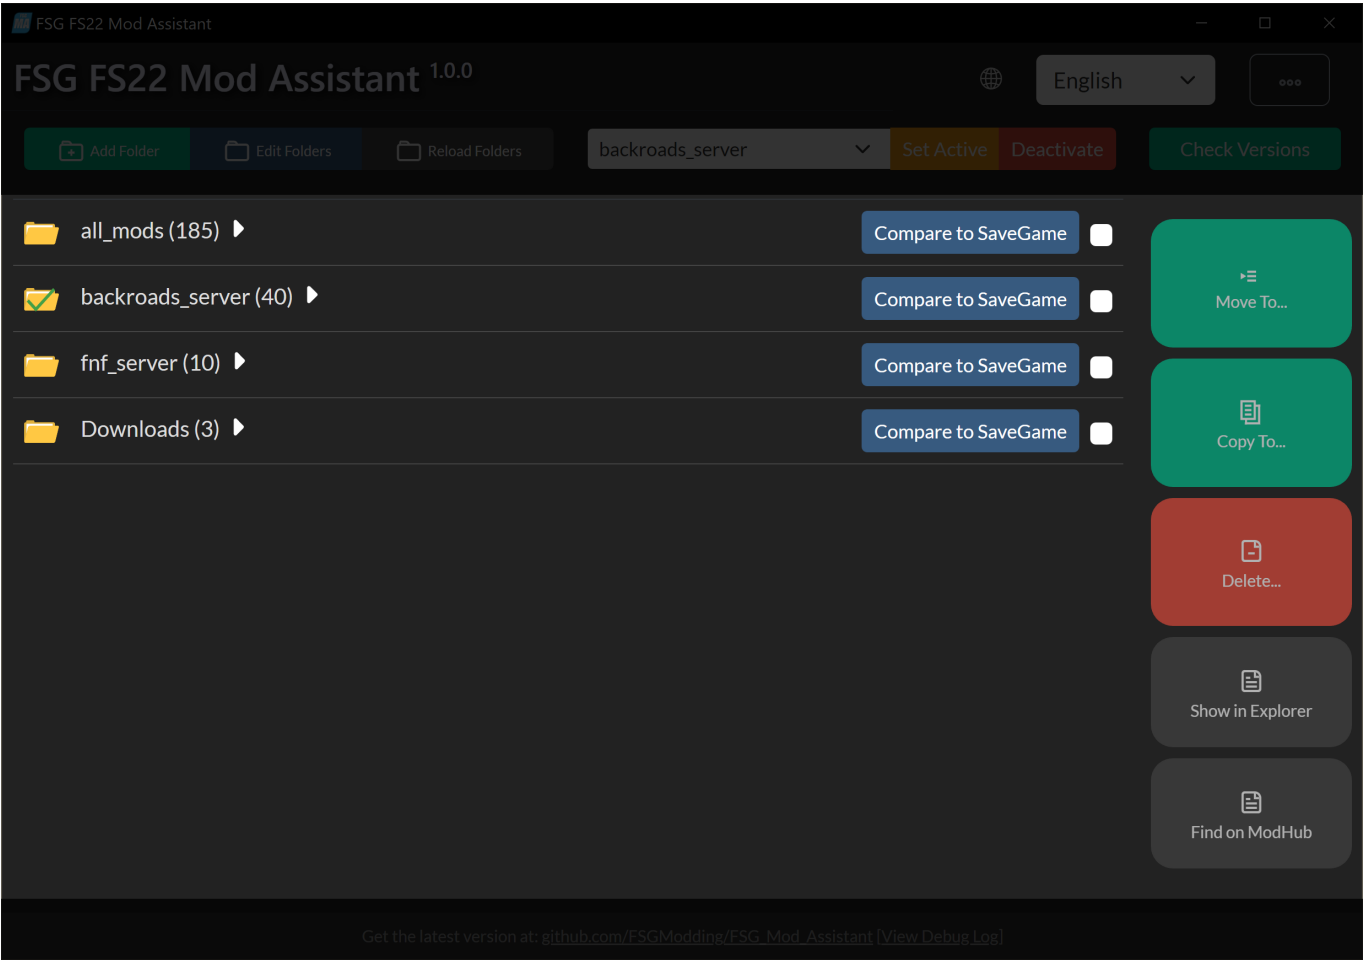 MA FSG FS22 Mod Assistant
FSG FS22 Mod Assistant 1.0.0
English
Add Folder Edit Folders Reload Folders backroads_server Set Active Deactivate Check Versions
all_mods (185) Compare to SaveGame
backroads_server (40) Compare to SaveGame
fnf_server (10) Compare to SaveGame
Downloads (3) Compare to SaveGame
Move To...
Copy To...
Delete...
Show in Explorer
Find on ModHub
Get the latest version at: github.com/FSGModding/FSG_Mod_Assistant [View Debug Log]